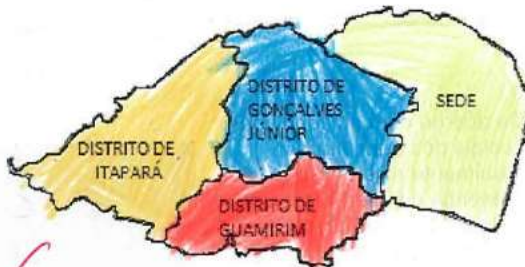 DISTRITO DE
GONÇALVES
JÚNIOR
SEDE
DISTRITO DE
ITAPARÁ
DISTRITO DE
GUAMIRIM